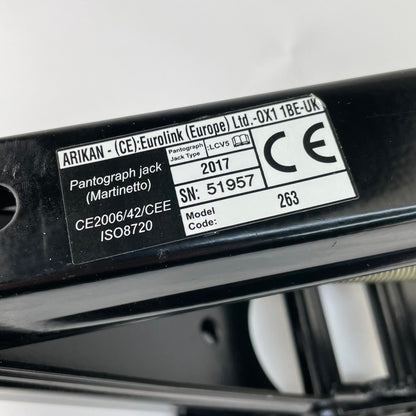 ARIKAN - (CE):Eurolink (Europe) Ltd.-OX1 1BE-UK
Pantograph jack
(Martinetto)
CE2006/42/CEE
ISO8720
Pantograph
Jack Type :LCV5
2017
SN: 51957
Model
Code: 263
CE